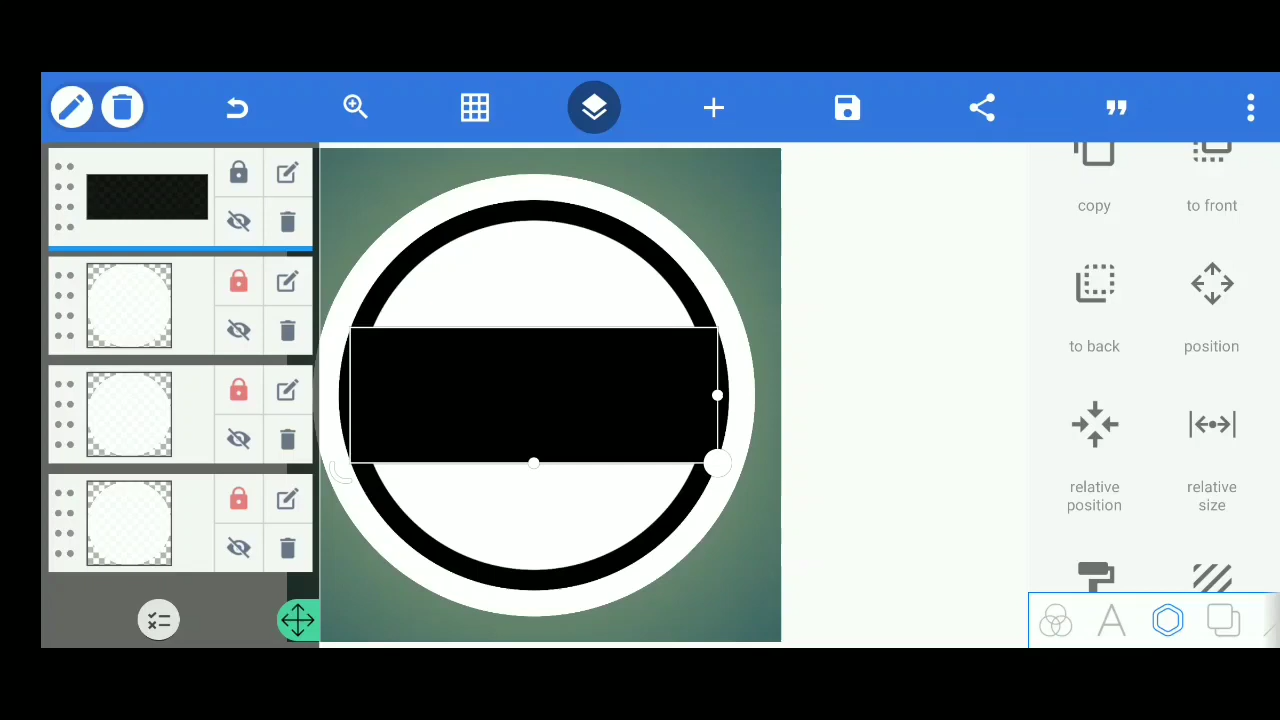 copy
to front
to back
position
relative
position
relative
size